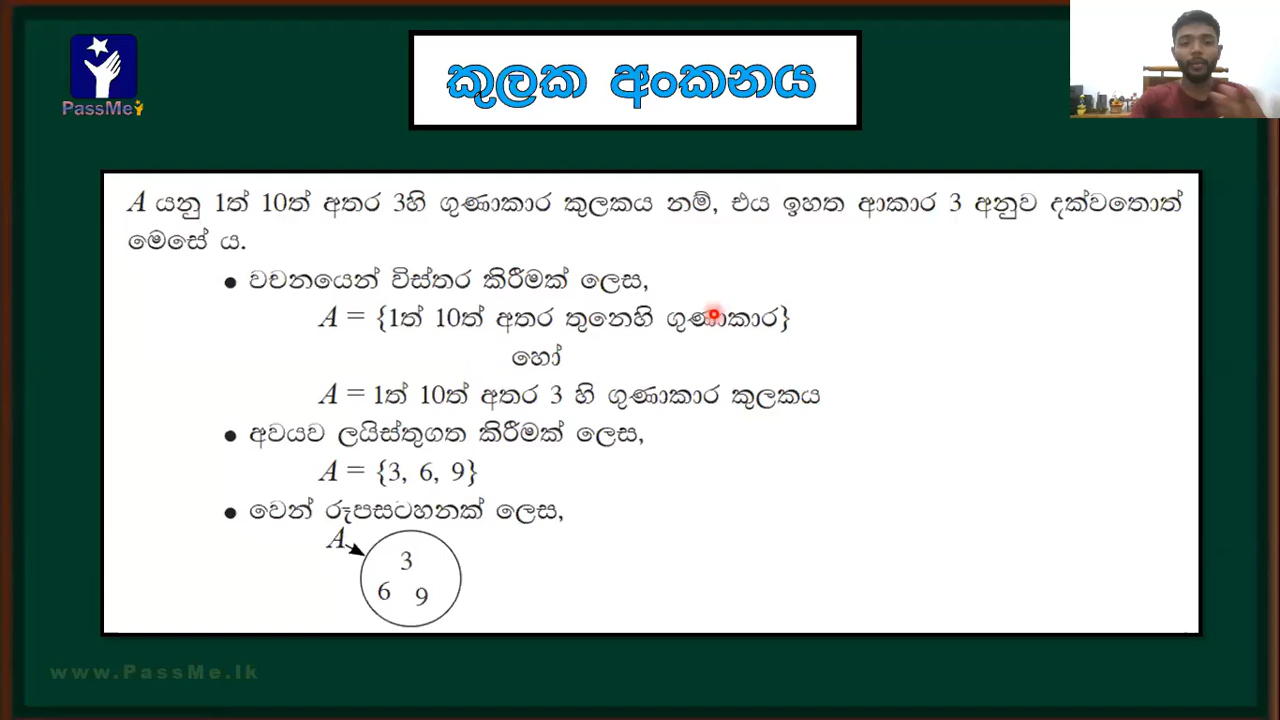 PassMe
කුලක අංකනය
A යනු 1ත් 10ත් අතර 3හි ගුණාකාර කුලකය නම්, එය ඉහත ආකාර 3 අනුව දක්වතොත්
මෙසේ ය.
● වචනයෙන් විස්තර කිරීමක් ලෙස,
A = {1ත් 10ත් අතර තුනෙහි ගුණාකාර}
හෝ
A = 1ත් 10ත් අතර 3 හි ගුණාකාර කුලකය
● අවයව ලයිස්තුගත කිරීමක් ලෙස,
A = {3, 6, 9}
● වෙන් රූපසටහනක් ලෙස,
A
3
6 9
www.PassMe.lk